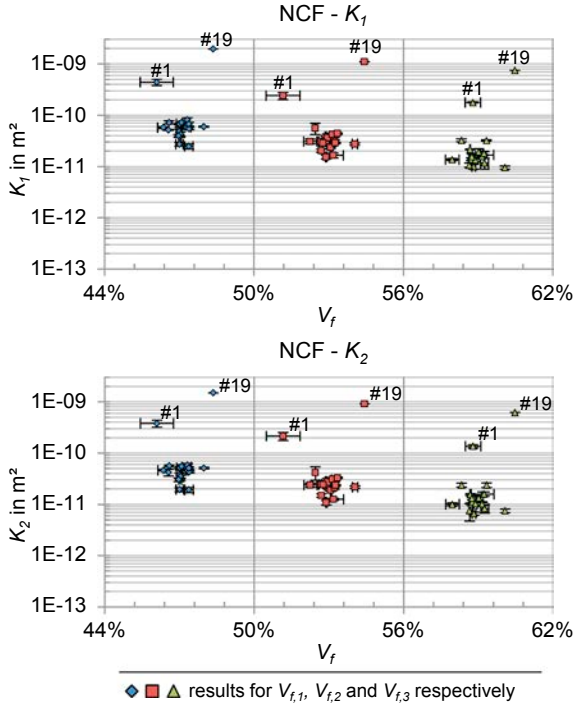 NCF - K1
#19
#19
#19
#1
#1
#1
1E-09
1E-10
1E-11
1E-12
1E-13
K1 in m²
44%
50%
56%
62%
Vf
NCF - K2
#19
#19
#19
#1
#1
#1
1E-09
1E-10
1E-11
1E-12
1E-13
K2 in m²
44%
50%
56%
62%
Vf
results for Vf,1, Vf,2 and Vf,3 respectively